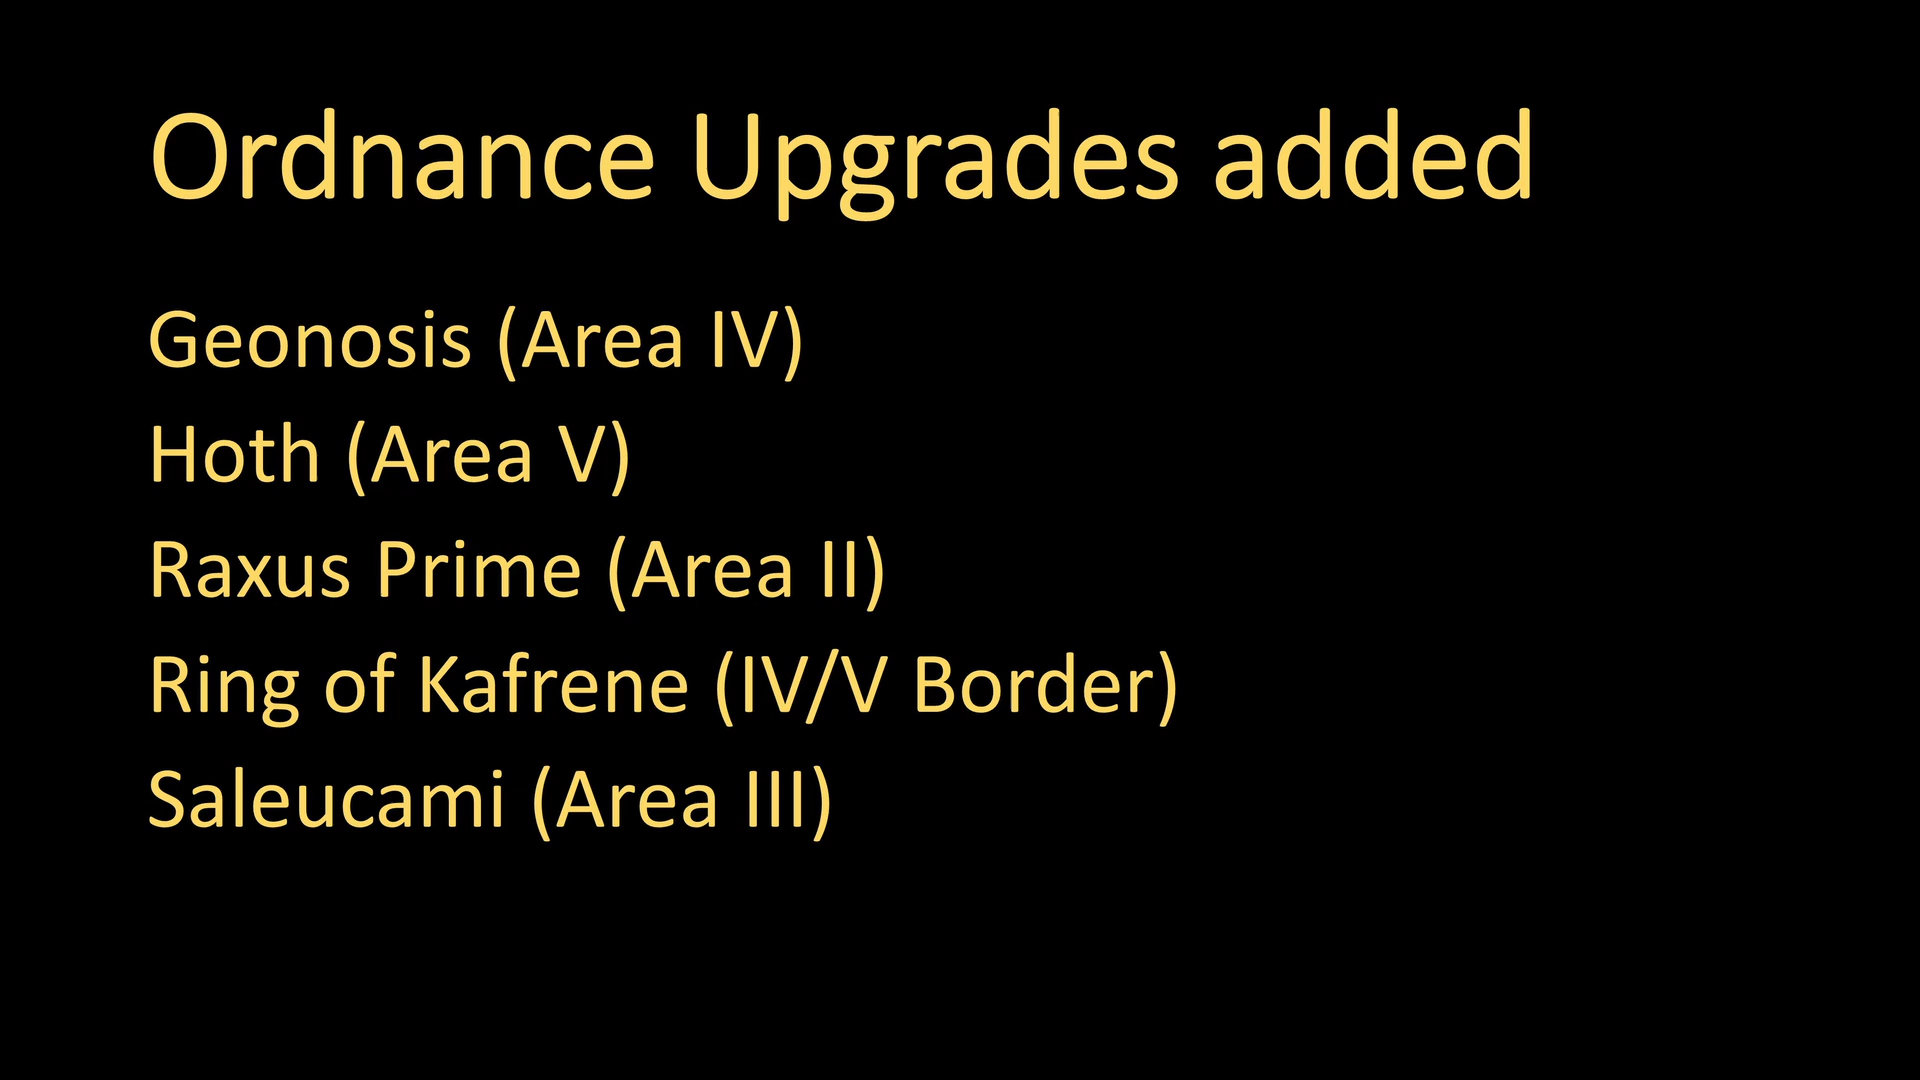 Ordnance Upgrades added
Geonosis (Area IV)
Hoth (Area V)
Raxus Prime (Area II)
Ring of Kafrene (IV/V Border)
Saleucami (Area III)